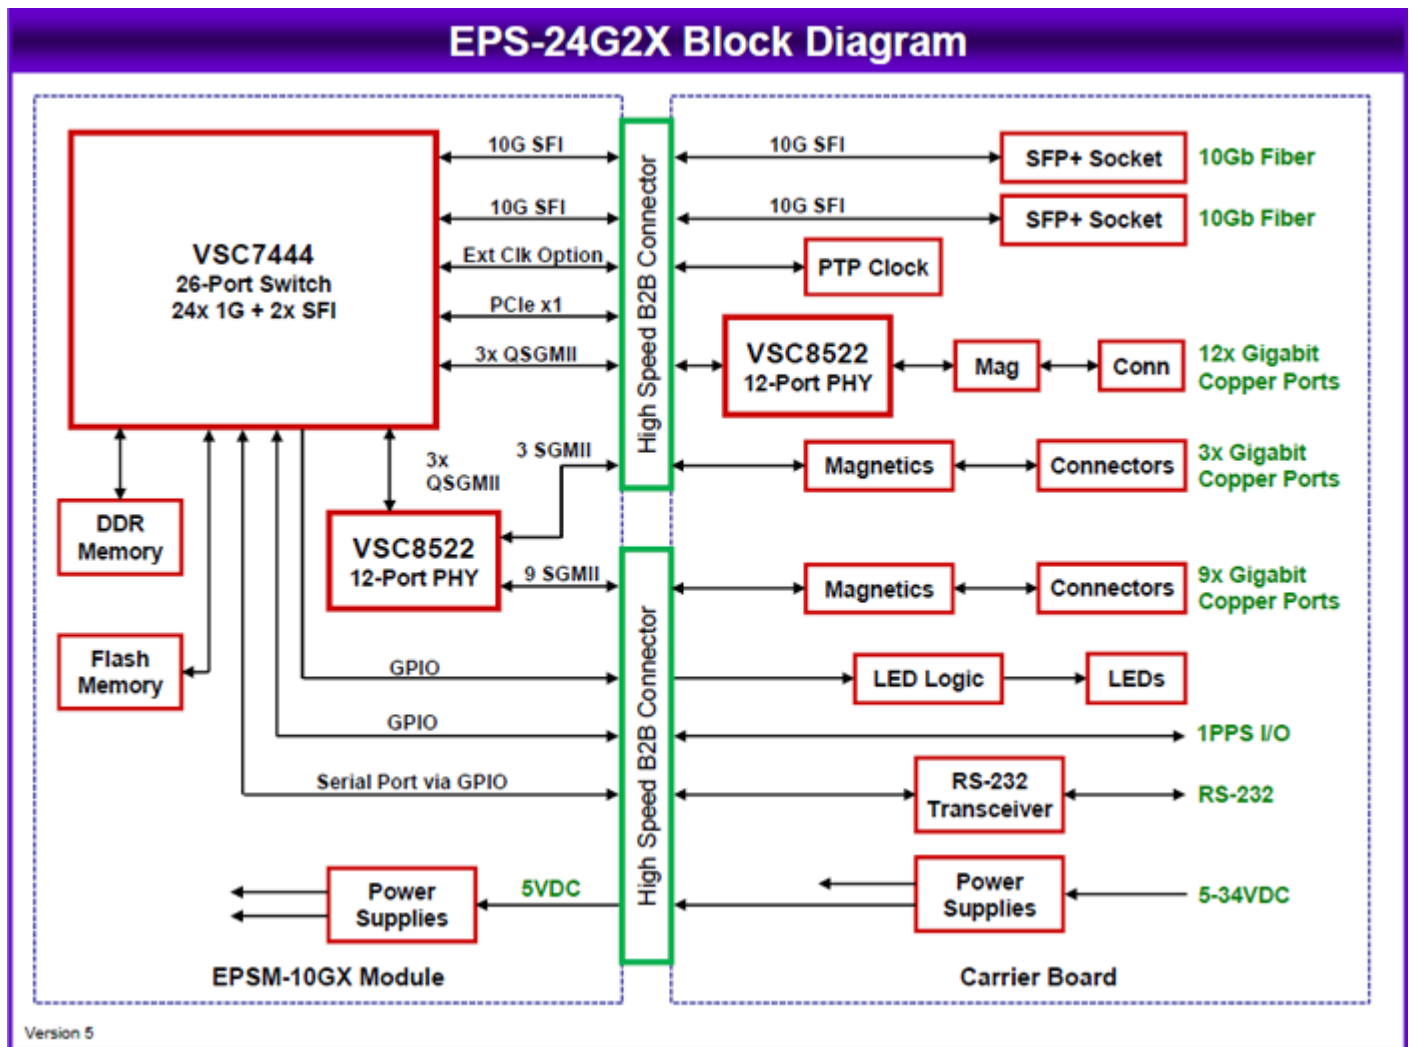 EPS-24G2X Block Diagram
VSC7444
26-Port Switch
24x 1G + 2x SFI
10G SFI
10G SFI
Ext Clk Option
PCIe x1
3x QSGMII
3 SGMII
3x
QSGMII
DDR
Memory
VSC8522
12-Port PHY
9 SGMII
Flash
Memory
GPIO
GPIO
Serial Port via GPIO
Power
Supplies
5VDC
EPSM-10GX Module
High Speed B2B Connector
High Speed B2B Connector
10G SFI
SFP+ Socket
10Gb Fiber
10G SFI
SFP+ Socket
10Gb Fiber
PTP Clock
VSC8522
12-Port PHY
Mag
Conn
12x Gigabit
Copper Ports
Magnetics
Connectors
3x Gigabit
Copper Ports
Magnetics
Connectors
9x Gigabit
Copper Ports
LED Logic
LEDs
1PPS I/O
RS-232
Transceiver
RS-232
Power
Supplies
5-34VDC
Carrier Board
Version 5